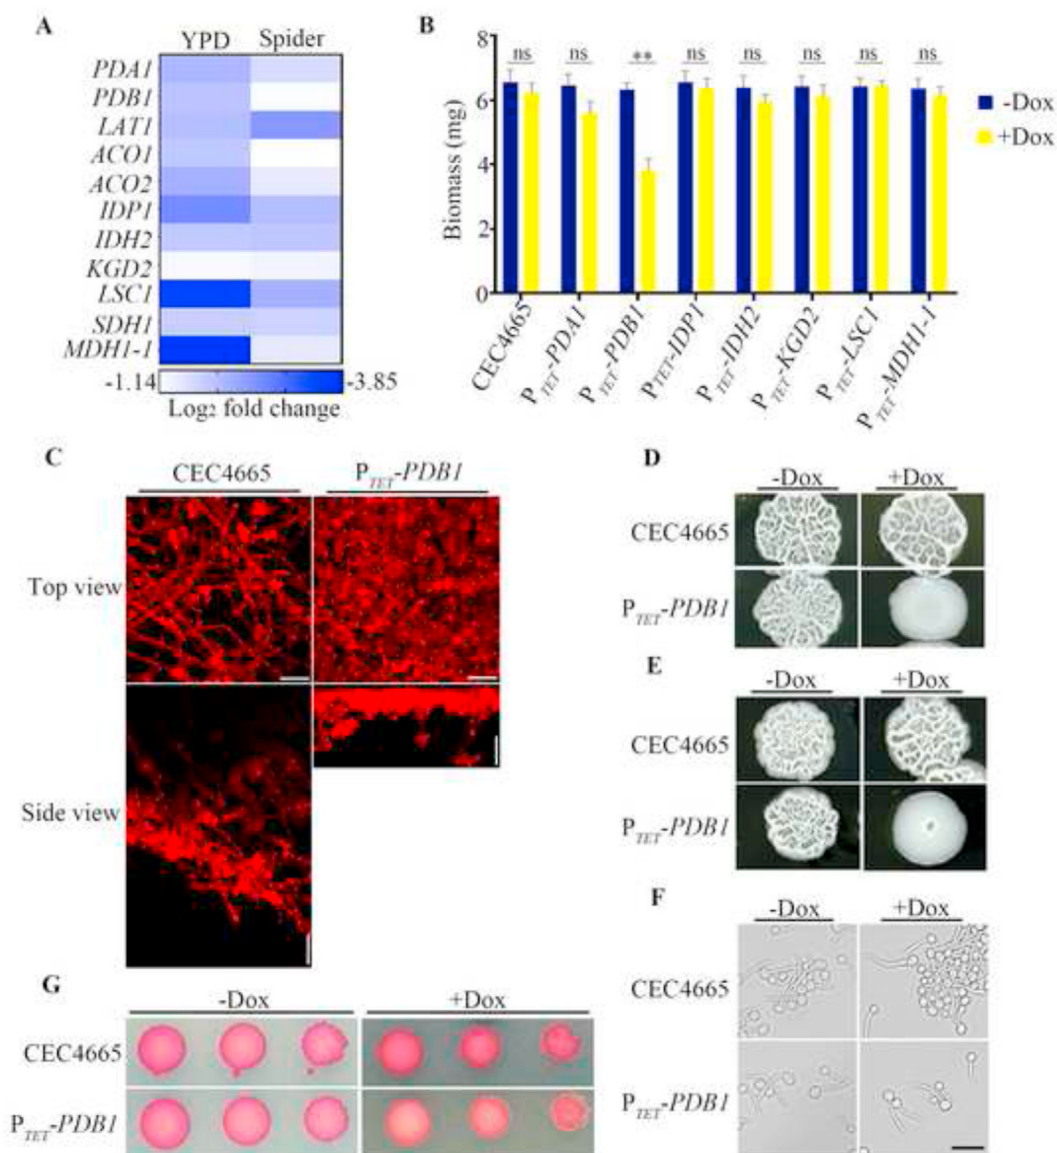 A
YPD Spider
PDA1
PDB1
LAT1
ACO1
ACO2
IDP1
IDH2
KGD2
LSC1
SDH1
MDH1-1
-1.14 -3.85
Log2 fold change
B
8
6
4
2
0
Biomass (mg)
ns ns ** ns ns ns ns ns
-Dox
+Dox
CEC4665
PTET-PDA1
PTET-PDB1
PTET-IDP1
PTET-IDH2
PTET-KGD2
PTET-LSC1
PTET-MDH1-1
C
CEC4665 PTET-PDB1
Top view
Side view
D
-Dox +Dox
CEC4665
PTET-PDB1
E
-Dox +Dox
CEC4665
PTET-PDB1
F
-Dox +Dox
CEC4665
PTET-PDB1
G
-Dox +Dox
CEC4665
PTET-PDB1